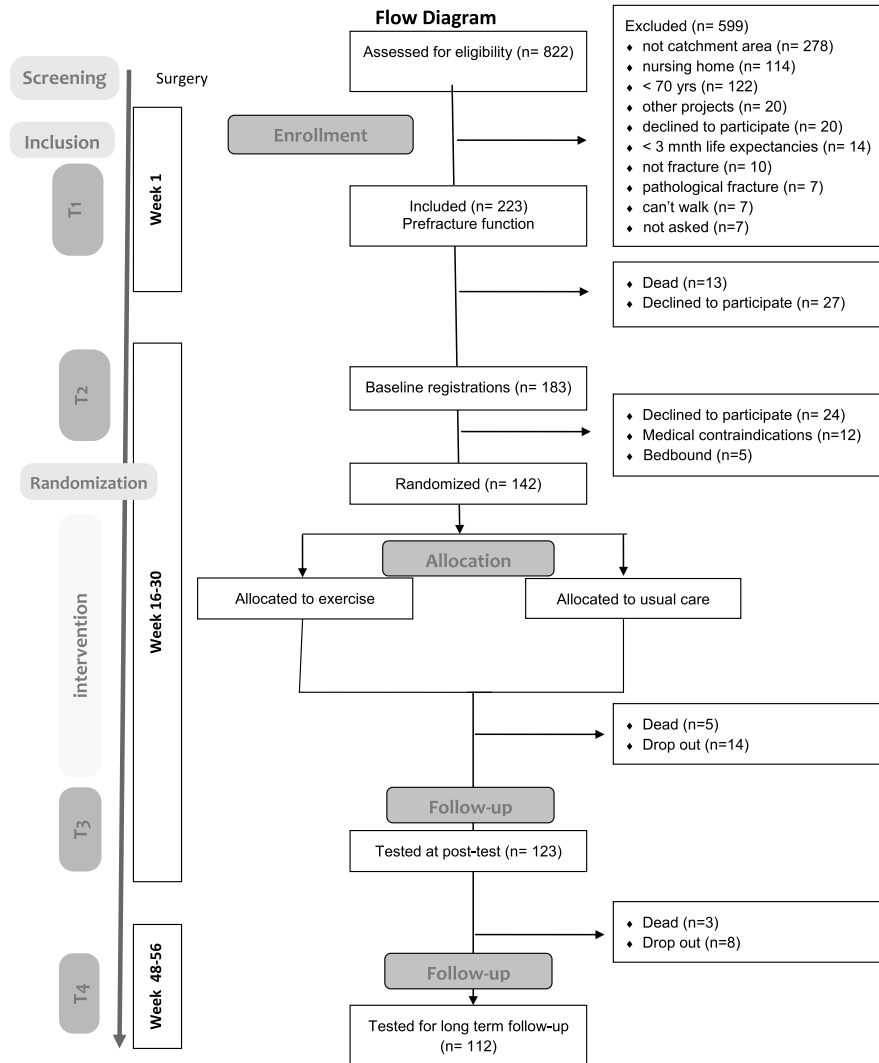 Flow Diagram
Assessed for eligibility (n= 822)
Excluded (n= 599)
♦ not catchment area (n= 278)
♦ nursing home (n= 114)
♦ < 70 yrs (n= 122)
♦ other projects (n= 20)
♦ declined to participate (n= 20)
♦ < 3 mnth life expectancies (n= 14)
♦ not fracture (n= 10)
♦ pathological fracture (n= 7)
♦ can't walk (n= 7)
♦ not asked (n=7)
Screening
Surgery
Enrollment
Inclusion
T1
Week 1
Included (n= 223)
Prefracture function
♦ Dead (n=13)
♦ Declined to participate (n= 27)
T2
Week 16-30
Baseline registrations (n= 183)
♦ Declined to participate (n= 24)
♦ Medical contraindications (n=12)
♦ Bedbound (n=5)
Randomization
Randomized (n= 142)
Allocation
Allocated to exercise
Allocated to usual care
intervention
♦ Dead (n=5)
♦ Drop out (n=14)
Follow-up
T3
Tested at post-test (n= 123)
♦ Dead (n=3)
♦ Drop out (n=8)
Week 48-56
T4
Follow-up
Tested for long term follow-up
(n= 112)